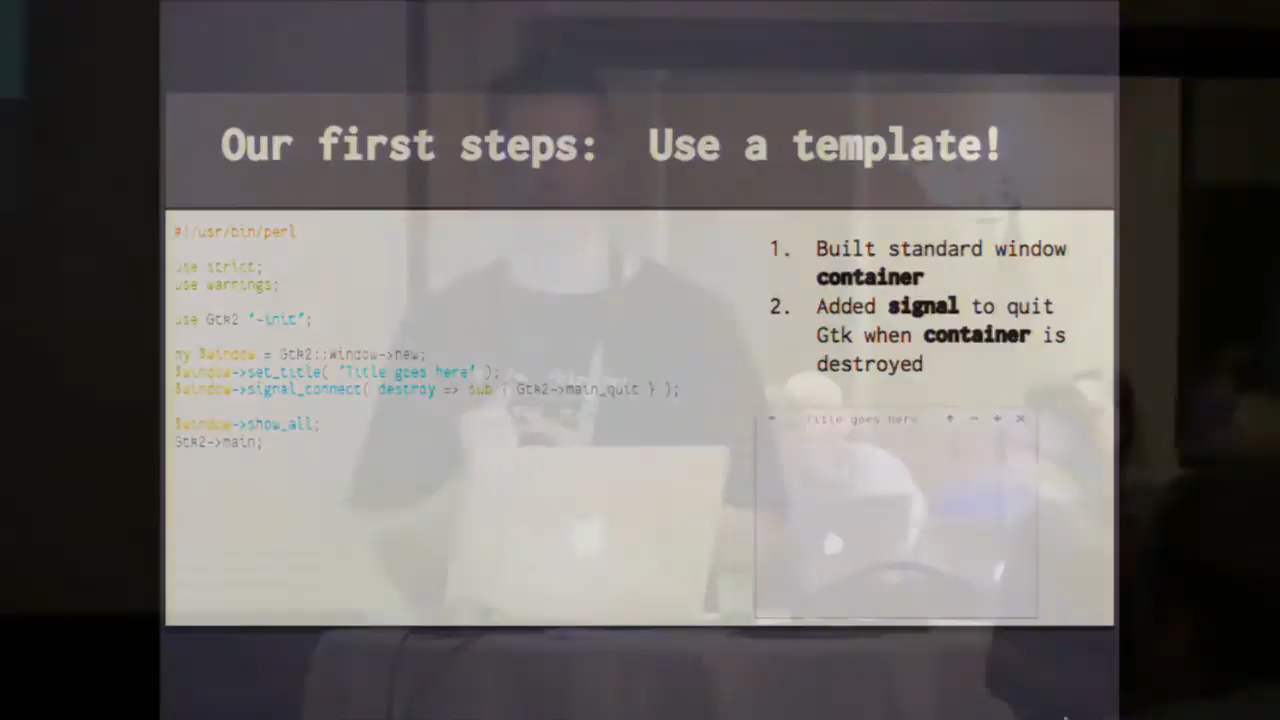 Our first steps: Use a template!
#!/usr/bin/perl
use strict;
use warnings;
use Gtk2 '-init';
my $window = Gtk2::Window->new;
$window->set_title( 'Title goes here' );
$window->signal_connect( destroy => sub { Gtk2->main_quit } );
$window->show_all;
Gtk2->main;
1. Built standard window
container
2. Added signal to quit
Gtk when container is
destroyed
Title goes here